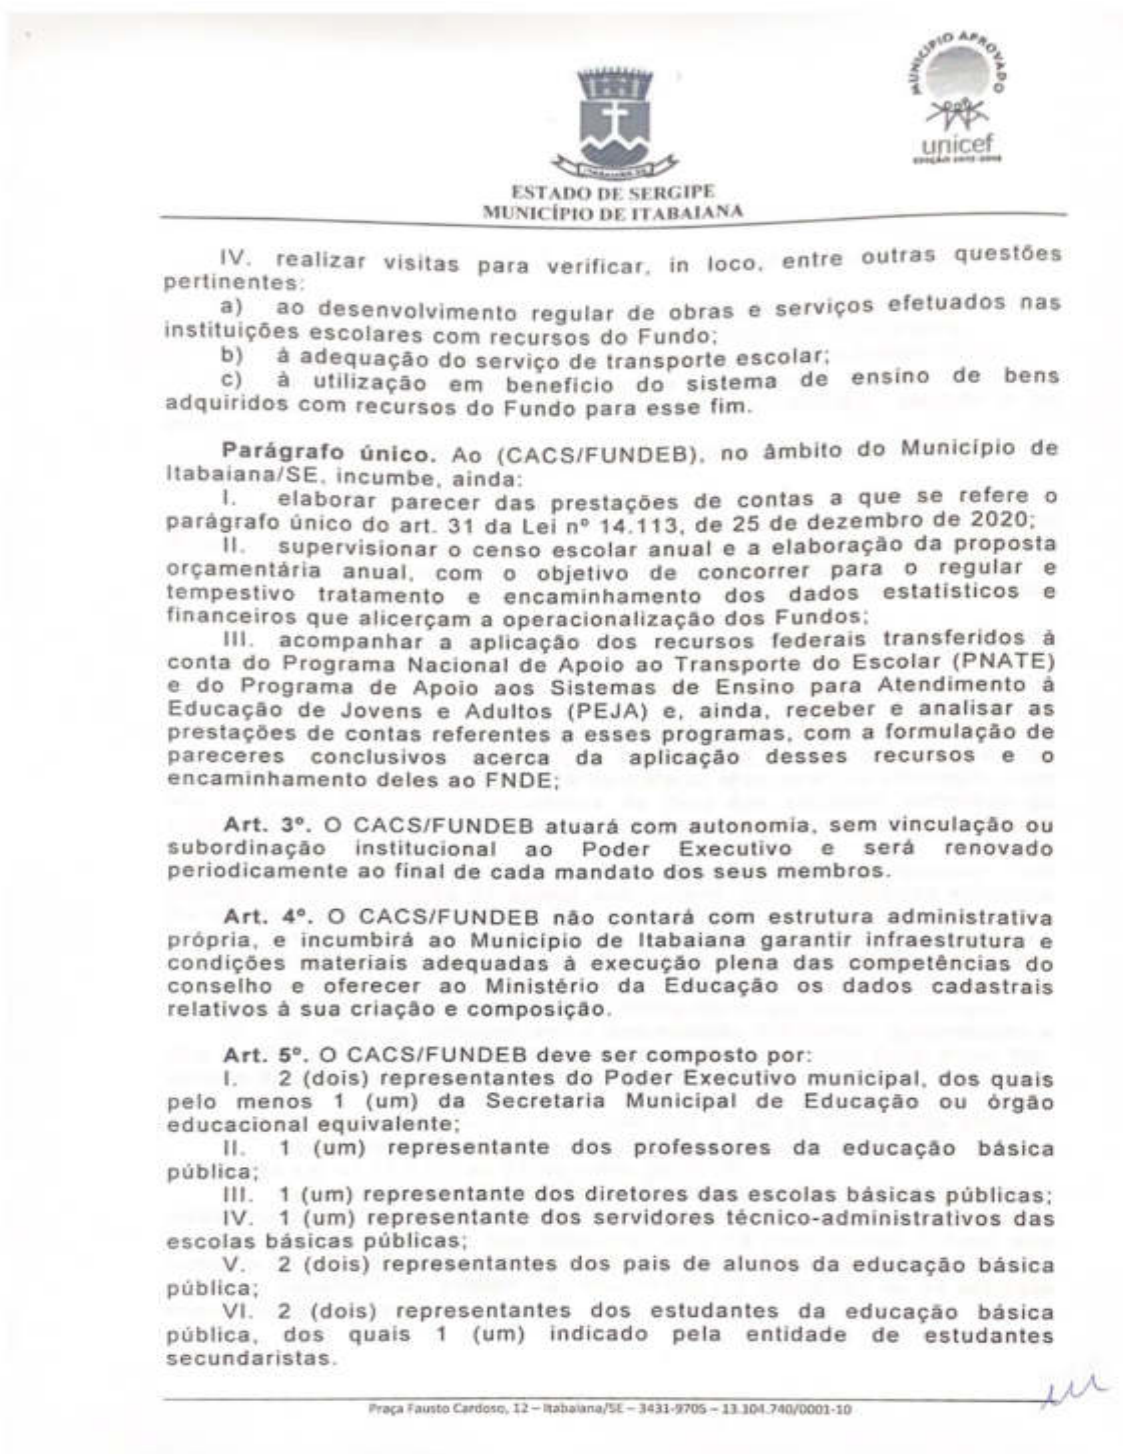 MUNICÍPIO APROVADO
unicef
EDIÇÃO 2013-2016
ESTADO DE SERGIPE
MUNICÍPIO DE ITABAIANA
IV. realizar visitas para verificar, in loco, entre outras questões
pertinentes:
a) ao desenvolvimento regular de obras e serviços efetuados nas
instituições escolares com recursos do Fundo;
b) à adequação do serviço de transporte escolar;
c) à utilização em benefício do sistema de ensino de bens
adquiridos com recursos do Fundo para esse fim.
Parágrafo único. Ao (CACS/FUNDEB), no âmbito do Município de
Itabaiana/SE, incumbe, ainda:
I. elaborar parecer das prestações de contas a que se refere o
parágrafo único do art. 31 da Lei nº 14.113, de 25 de dezembro de 2020;
II. supervisionar o censo escolar anual e a elaboração da proposta
orçamentária anual, com o objetivo de concorrer para o regular e
tempestivo tratamento e encaminhamento dos dados estatísticos e
financeiros que alicerçam a operacionalização dos Fundos;
III. acompanhar a aplicação dos recursos federais transferidos à
conta do Programa Nacional de Apoio ao Transporte do Escolar (PNATE)
e do Programa de Apoio aos Sistemas de Ensino para Atendimento à
Educação de Jovens e Adultos (PEJA) e, ainda, receber e analisar as
prestações de contas referentes a esses programas, com a formulação de
pareceres conclusivos acerca da aplicação desses recursos e o
encaminhamento deles ao FNDE;
Art. 3º. O CACS/FUNDEB atuará com autonomia, sem vinculação ou
subordinação institucional ao Poder Executivo e será renovado
periodicamente ao final de cada mandato dos seus membros.
Art. 4º. O CACS/FUNDEB não contará com estrutura administrativa
própria, e incumbirá ao Município de Itabaiana garantir infraestrutura e
condições materiais adequadas à execução plena das competências do
conselho e oferecer ao Ministério da Educação os dados cadastrais
relativos à sua criação e composição.
Art. 5º. O CACS/FUNDEB deve ser composto por:
I. 2 (dois) representantes do Poder Executivo municipal, dos quais
pelo menos 1 (um) da Secretaria Municipal de Educação ou órgão
educacional equivalente;
II. 1 (um) representante dos professores da educação básica
pública;
III. 1 (um) representante dos diretores das escolas básicas públicas;
IV. 1 (um) representante dos servidores técnico-administrativos das
escolas básicas públicas;
V. 2 (dois) representantes dos pais de alunos da educação básica
pública;
VI. 2 (dois) representantes dos estudantes da educação básica
pública, dos quais 1 (um) indicado pela entidade de estudantes
secundaristas.
Praça Fausto Cardoso, 12 – Itabaiana/SE – 3431-9705 – 13.104.740/0001-10